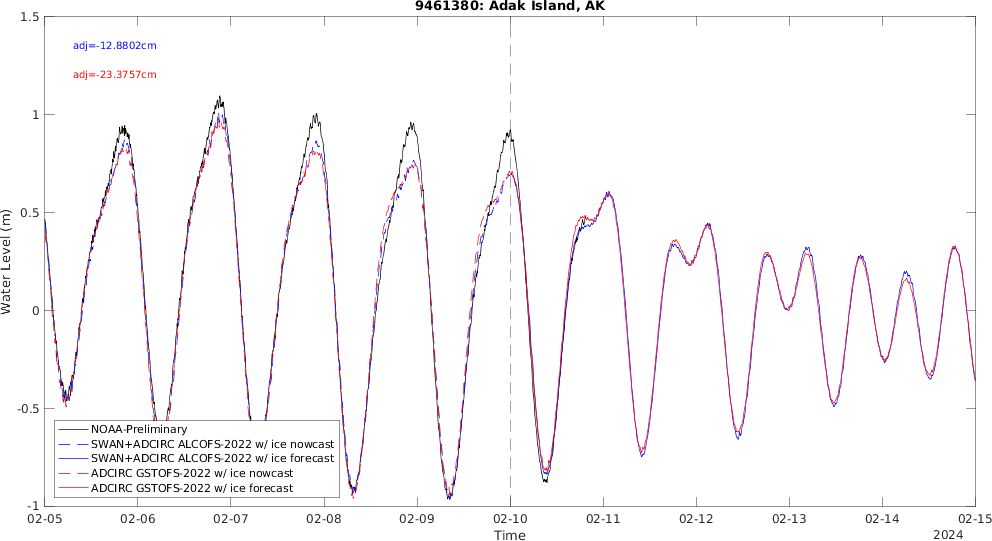 9461380: Adak Island, AK
1.5
adj=-12.8802cm
adj=-23.3757cm
1
0.5
Water Level (m)
0
-0.5
NOAA-Preliminary
SWAN+ADCIRC ALCOFS-2022 w/ ice nowcast
SWAN+ADCIRC ALCOFS-2022 w/ ice forecast
ADCIRC GSTOFS-2022 w/ ice nowcast
ADCIRC GSTOFS-2022 w/ ice forecast
-1
02-05 02-06 02-07 02-08 02-09 02-10 02-11 02-12 02-13 02-14 02-15
Time
2024